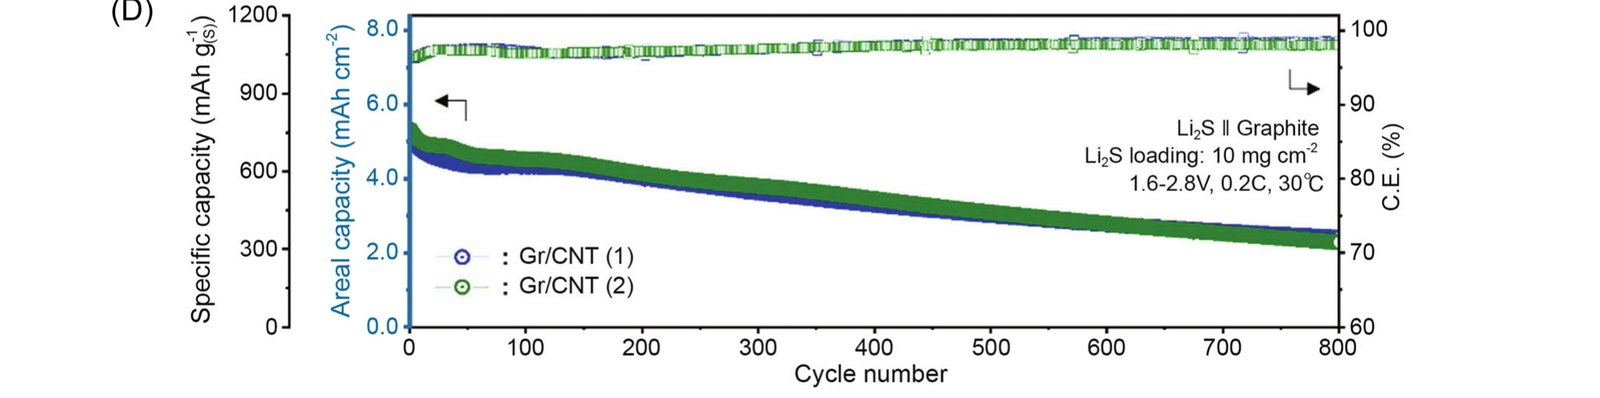 (D)
Specific capacity (mAh g⁻¹₍S₎)
1200
900
600
300
0
Areal capacity (mAh cm⁻²)
8.0
6.0
4.0
2.0
0.0
Li₂S ॥ Graphite
Li₂S loading: 10 mg cm⁻²
1.6-2.8V, 0.2C, 30℃
: Gr/CNT (1)
: Gr/CNT (2)
100
90
80
70
60
C.E. (%)
0 100 200 300 400 500 600 700 800
Cycle number